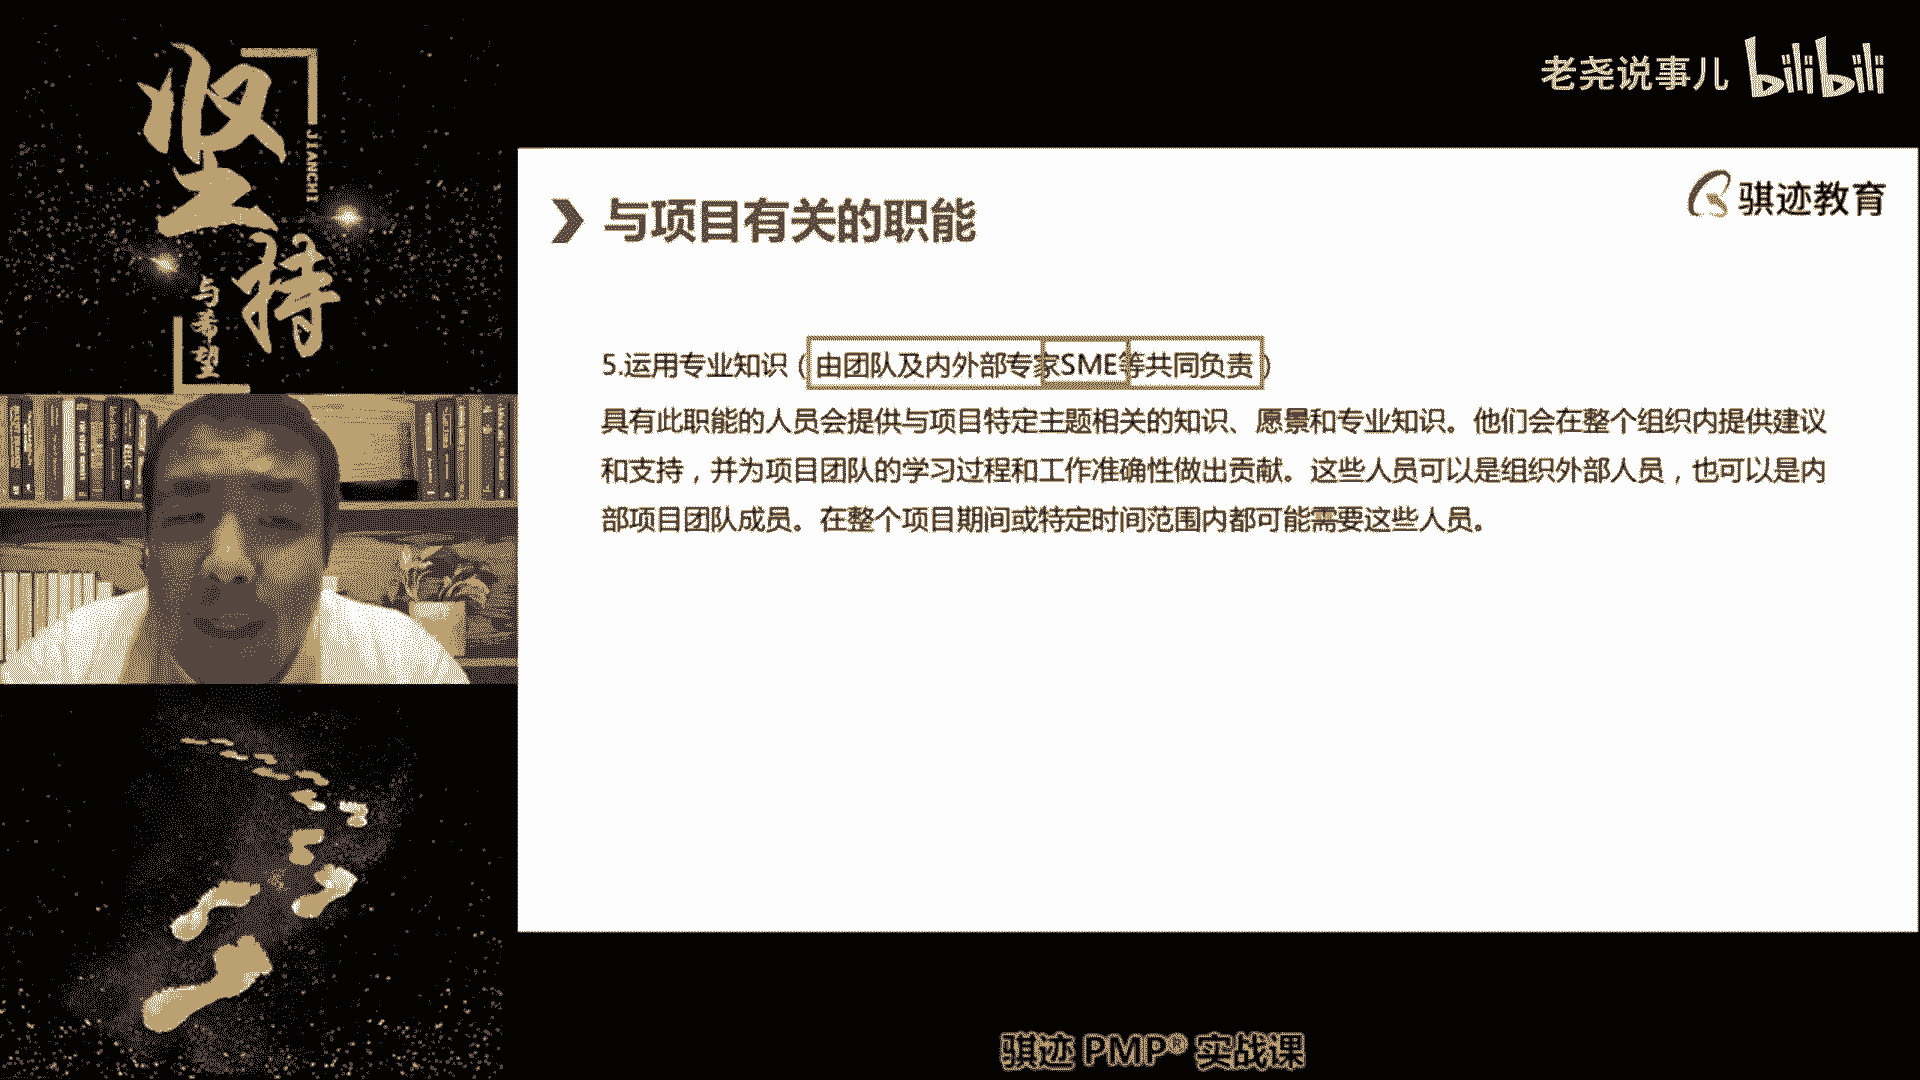 坚持
JIANCHI
与希望
老尧说事儿 bilibili
骐迹教育
与项目有关的职能
5.运用专业知识（由团队及内外部专家SME等共同负责）
具有此职能的人员会提供与项目特定主题相关的知识、愿景和专业知识。他们会在整个组织内提供建议
和支持，并为项目团队的学习过程和工作准确性做出贡献。这些人员可以是组织外部人员，也可以是内
部项目团队成员。在整个项目期间或特定时间范围内都可能需要这些人员。
骐迹 PMP® 实战课